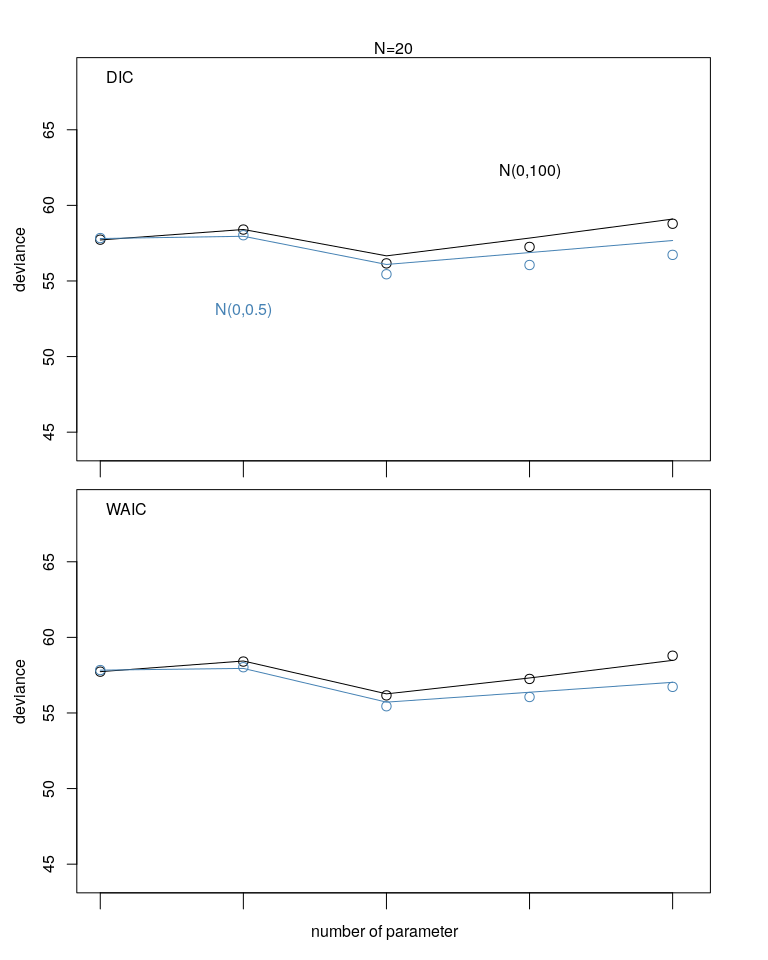 N=20
DIC
65
N(0,100)
60
55
N(0,0.5)
50
45
deviance
WAIC
65
60
55
50
45
deviance
number of parameter